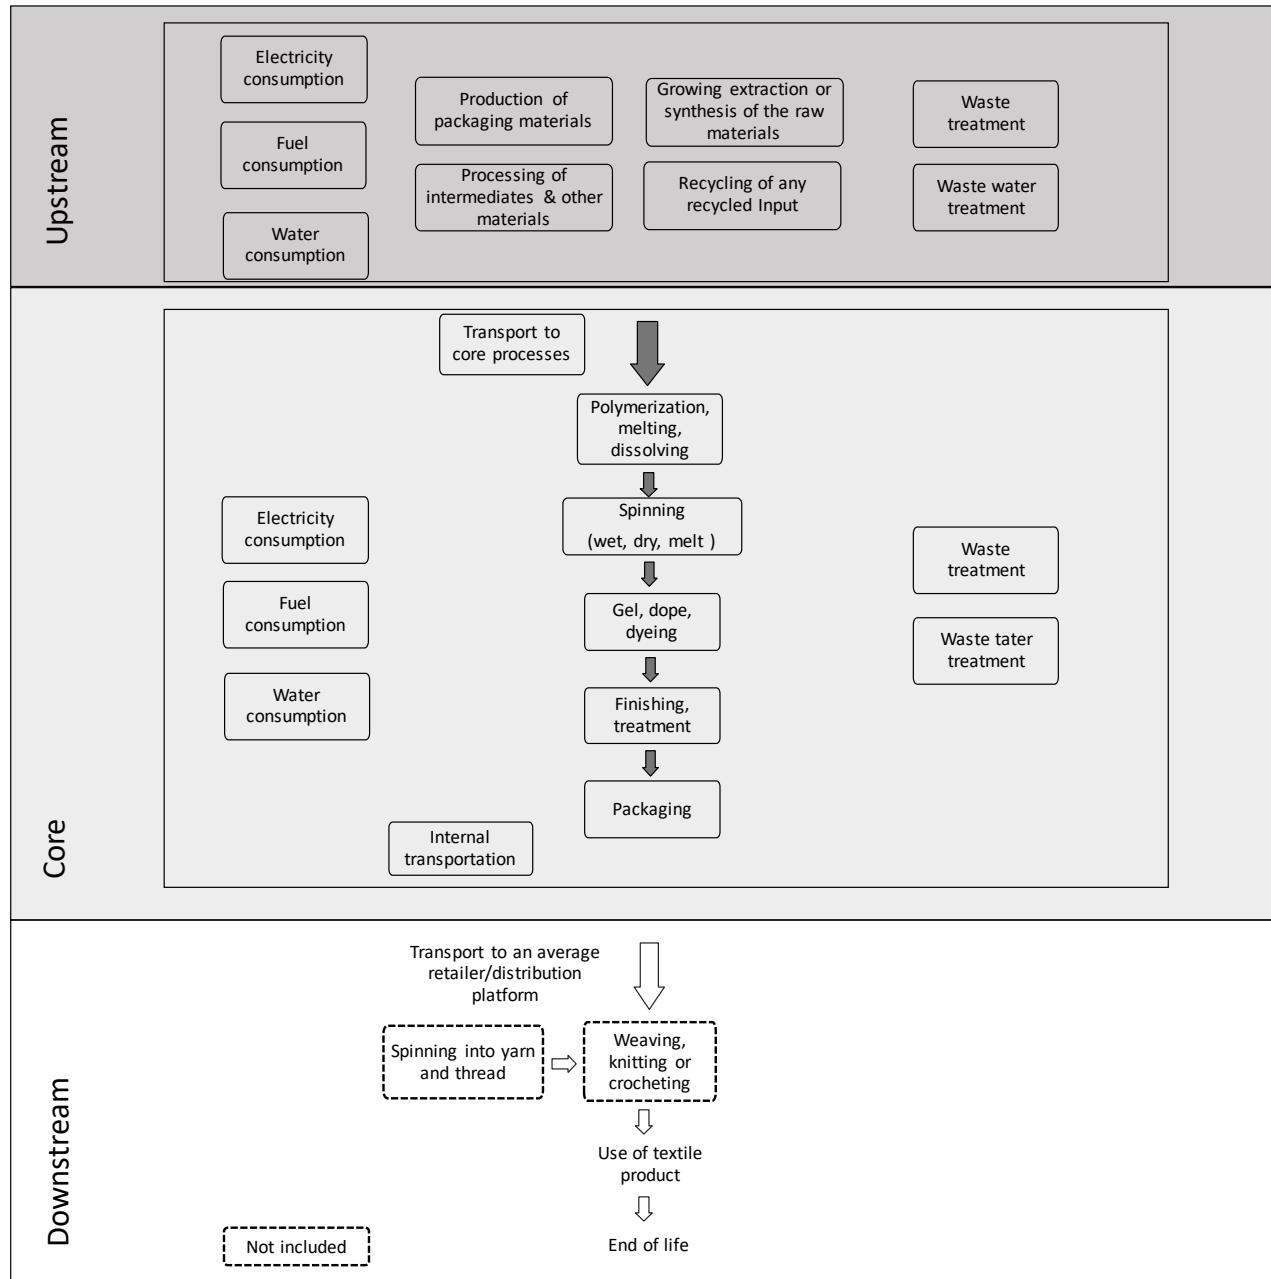 Upstream
Electricity
consumption
Fuel
consumption
Water
consumption
Production of
packaging materials
Processing of
intermediates & other
materials
Growing extraction or
synthesis of the raw
materials
Recycling of any
recycled Input
Waste
treatment
Waste water
treatment
Core
Transport to
core processes
Polymerization,
melting,
dissolving
Spinning
(wet, dry, melt )
Gel, dope,
dyeing
Finishing,
treatment
Packaging
Electricity
consumption
Fuel
consumption
Water
consumption
Internal
transportation
Waste
treatment
Waste tater
treatment
Downstream
Transport to an average
retailer/distribution
platform
Spinning into yarn
and thread
Weaving,
knitting or
crocheting
Use of textile
product
End of life
Not included